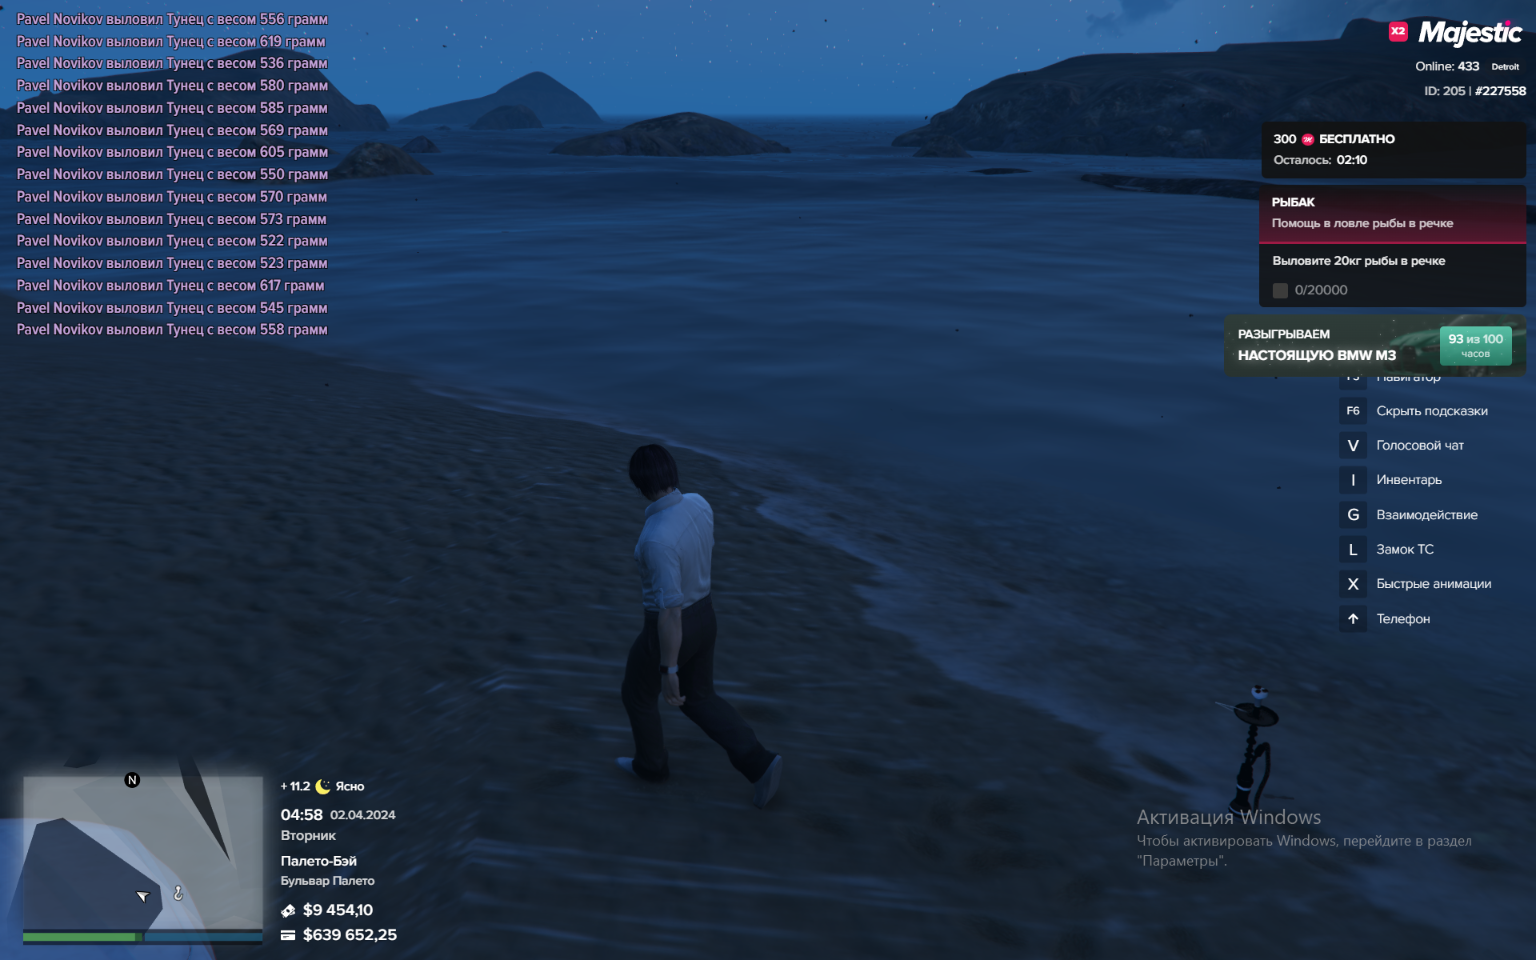 Pavel Novikov выловил Тунец с весом 556 грамм
Pavel Novikov выловил Тунец с весом 619 грамм
Pavel Novikov выловил Тунец с весом 536 грамм
Pavel Novikov выловил Тунец с весом 580 грамм
Pavel Novikov выловил Тунец с весом 585 грамм
Pavel Novikov выловил Тунец с весом 569 грамм
Pavel Novikov выловил Тунец с весом 605 грамм
Pavel Novikov выловил Тунец с весом 550 грамм
Pavel Novikov выловил Тунец с весом 570 грамм
Pavel Novikov выловил Тунец с весом 573 грамм
Pavel Novikov выловил Тунец с весом 522 грамм
Pavel Novikov выловил Тунец с весом 523 грамм
Pavel Novikov выловил Тунец с весом 617 грамм
Pavel Novikov выловил Тунец с весом 545 грамм
Pavel Novikov выловил Тунец с весом 558 грамм
X2 Majestic
Online: 433 Detroit
ID: 205 | #227558
300 БЕСПЛАТНО
Осталось: 02:10
РЫБАК
Помощь в ловле рыбы в речке
Выловите 20кг рыбы в речке
0/20000
РАЗЫГРЫВАЕМ
НАСТОЯЩУЮ BMW M3
93 из 100
часов
Навигатор
F6 Скрыть подсказки
V Голосовой чат
I Инвентарь
G Взаимодействие
L Замок ТС
X Быстрые анимации
Телефон
N
+ 11.2 Ясно
04:58 02.04.2024
Вторник
Палето-Бэй
Бульвар Палето
$9 454,10
$639 652,25
Активация Windows
Чтобы активировать Windows, перейдите в раздел
"Параметры".